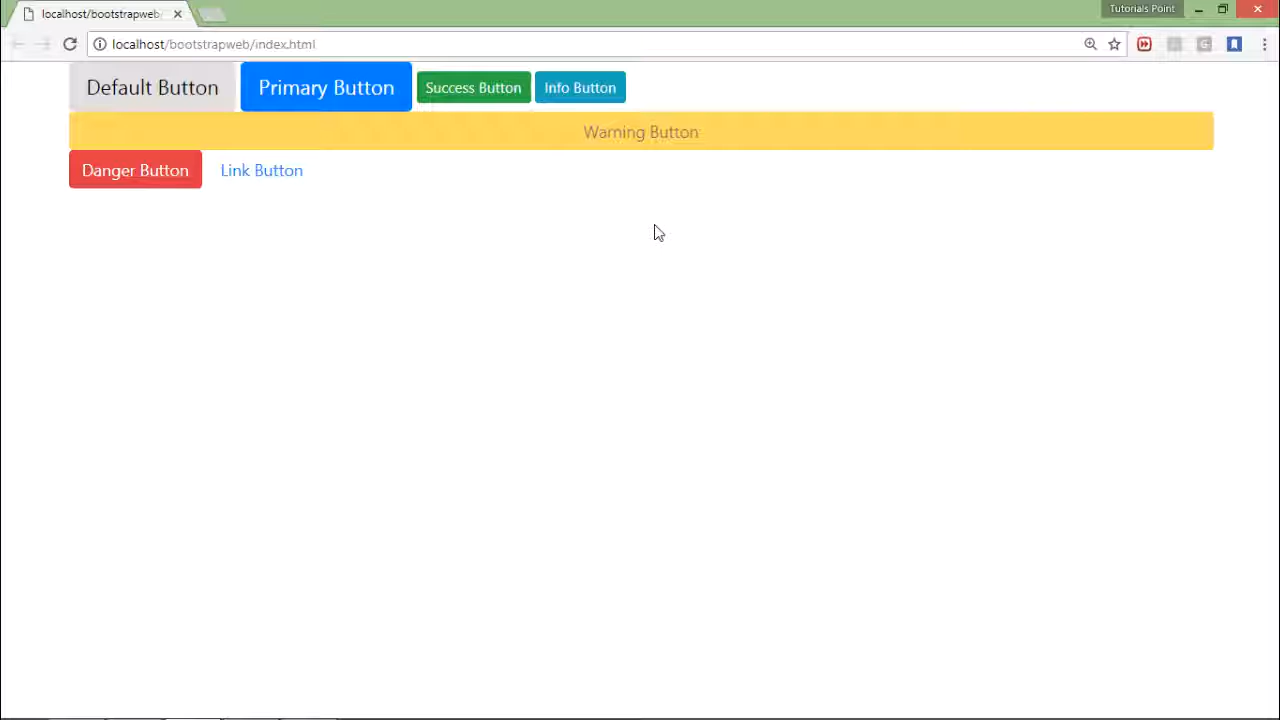 Tutorials Point
localhost/bootstrapweb
localhost/bootstrapweb/index.html
Default Button Primary Button Success Button Info Button
Warning Button
Danger Button Link Button